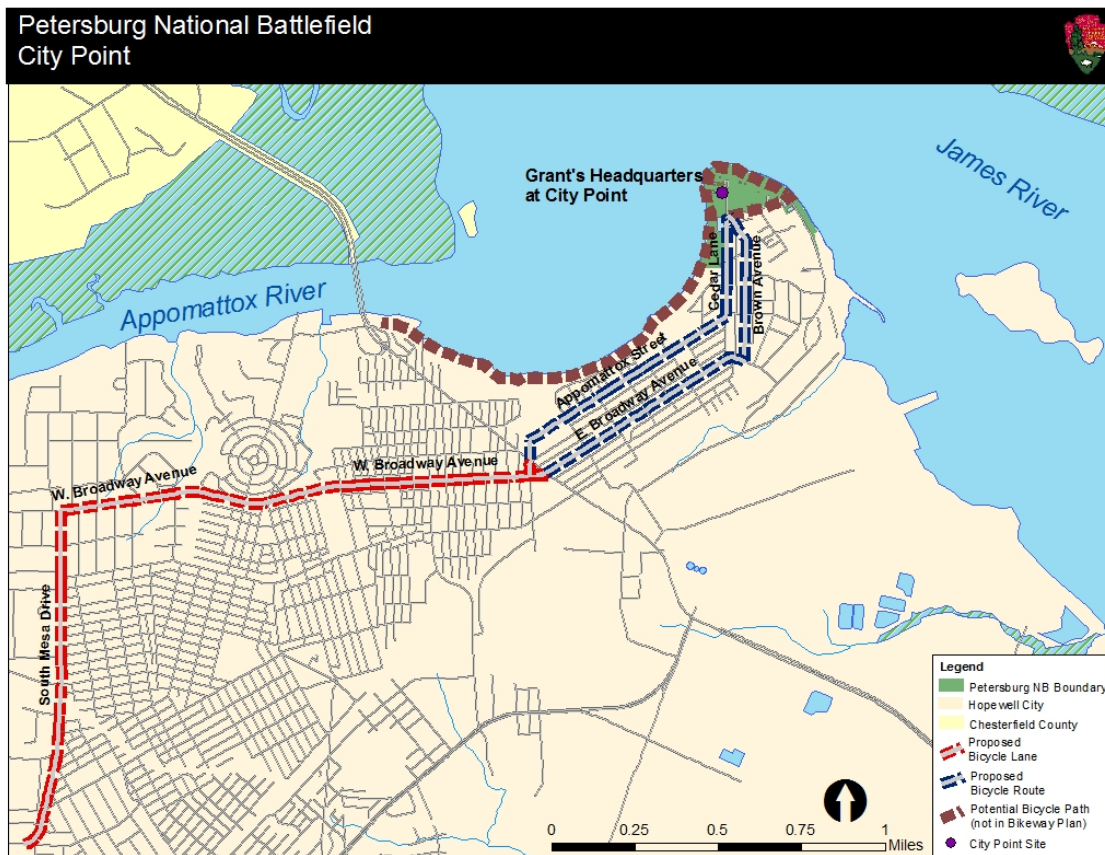 Petersburg National Battlefield
City Point
James River
Grant's Headquarters
at City Point
Appomattox River
Cedar Lane
Brown Avenue
Appomattox Street
E. Broadway Avenue
W. Broadway Avenue
W. Broadway Avenue
South Mesa Drive
Legend
Petersburg NB Boundary
Hopewell City
Chesterfield County
Proposed
Bicycle Lane
Proposed
Bicycle Route
Potential Bicycle Path
(not in Bikeway Plan)
City Point Site
0 0.25 0.5 0.75 1
Miles